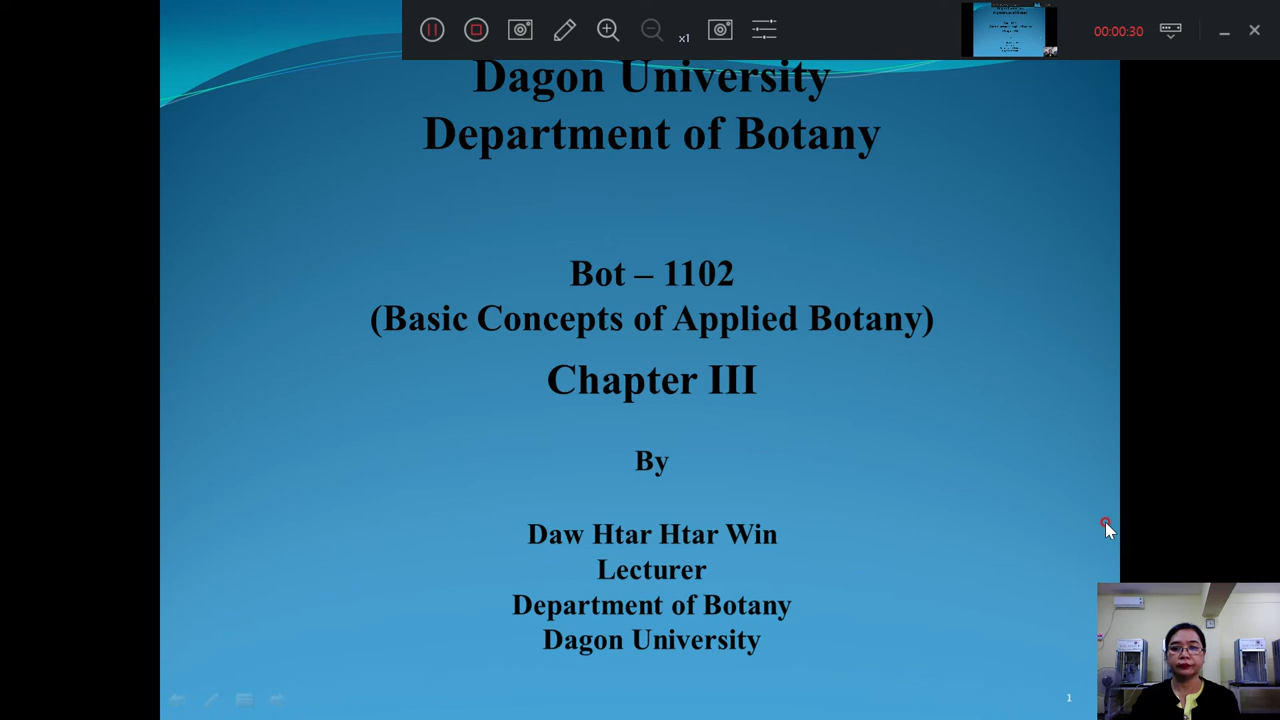 x1
00:00:30
Dagon University
Department of Botany
Bot – 1102
(Basic Concepts of Applied Botany)
Chapter III
By
Daw Htar Htar Win
Lecturer
Department of Botany
Dagon University
1